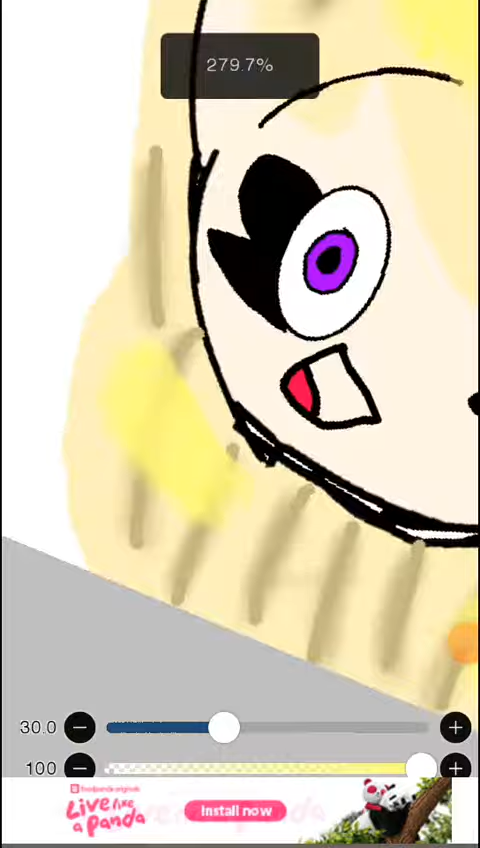 279.7%
30.0
100
foodpanda originals
Live like
a panda
Install now